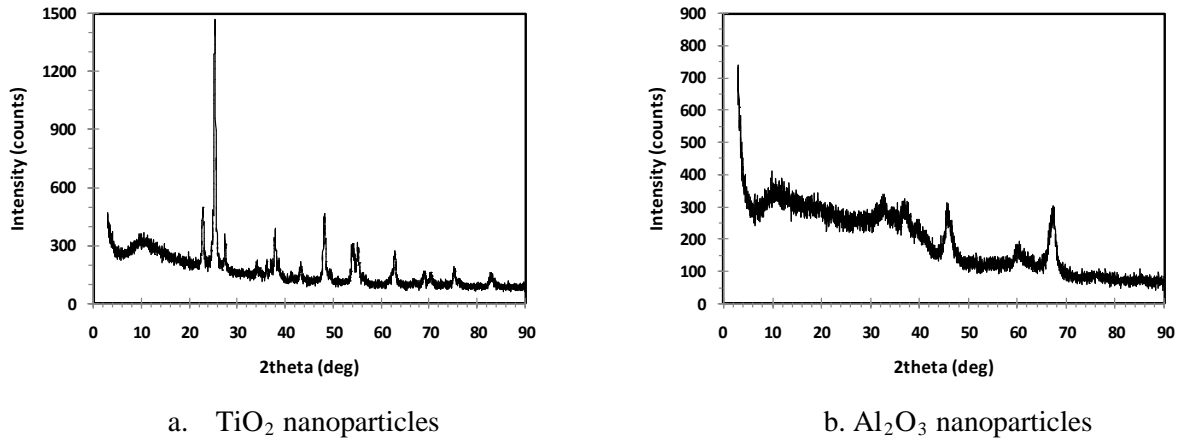 1500
1200
900
600
300
0
Intensity (counts)
0 10 20 30 40 50 60 70 80 90
2theta (deg)
a. TiO₂ nanoparticles
900
800
700
600
500
400
300
200
100
0
Intensity (counts)
0 10 20 30 40 50 60 70 80 90
2theta (deg)
b. Al₂O₃ nanoparticles